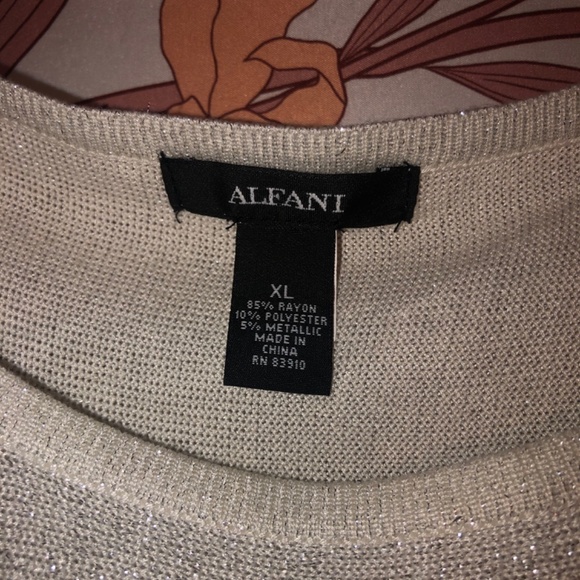 ALFANI
XL
85% RAYON
10% POLYESTER
5% METALLIC
MADE IN
CHINA
RN 83910